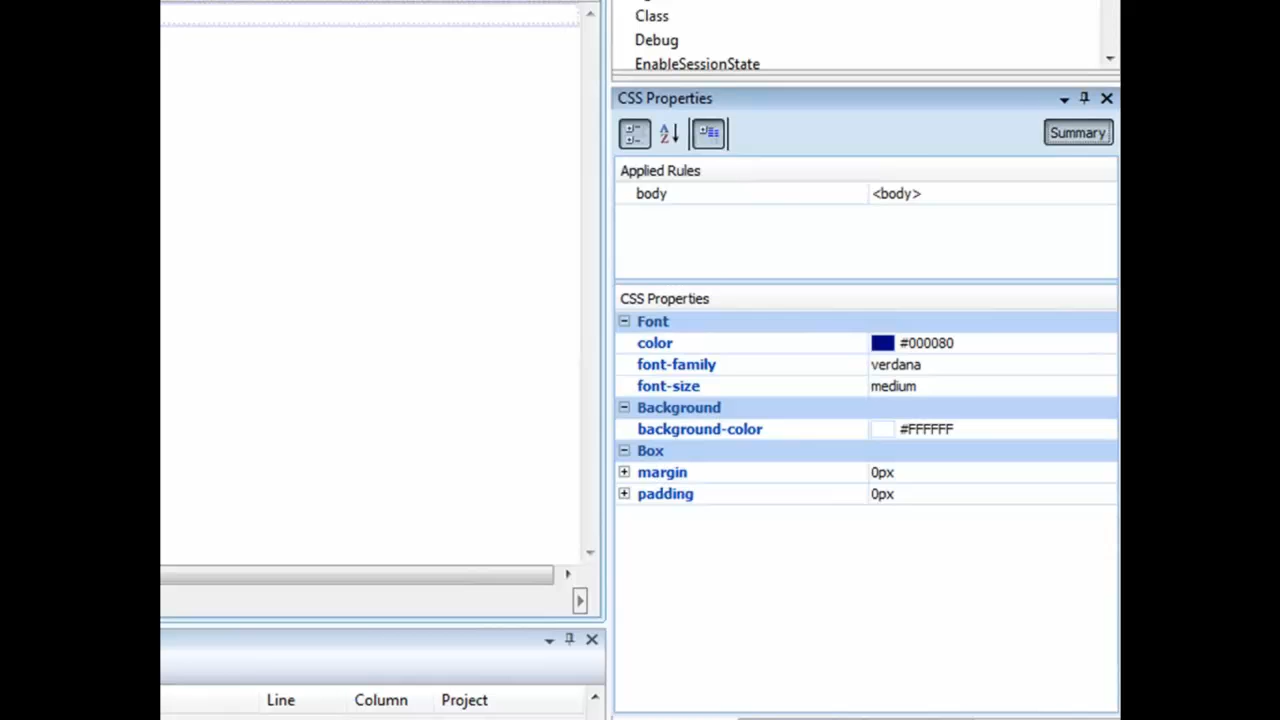 Class
Debug
EnableSessionState
CSS Properties
Summary
Applied Rules
body <body>
CSS Properties
Font
color #000080
font-family verdana
font-size medium
Background
background-color #FFFFFF
Box
margin 0px
padding 0px
Line Column Project